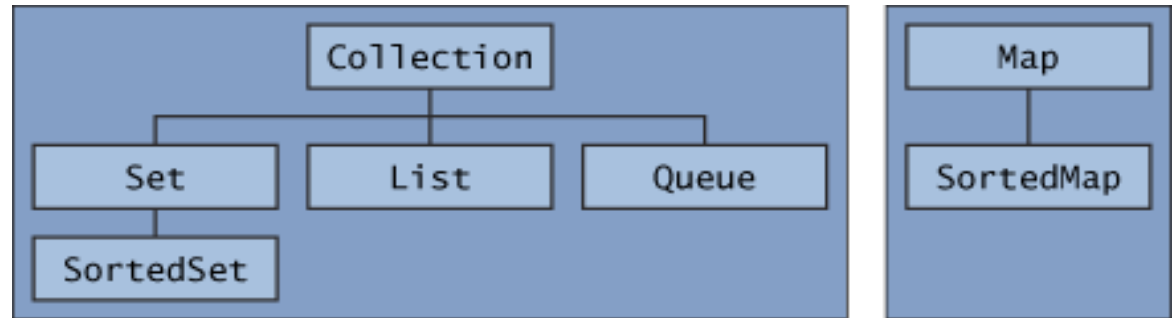 Collection
Map
Set
List
Queue
SortedMap
SortedSet